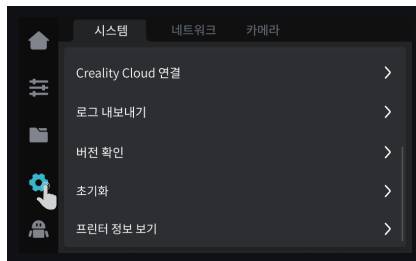 시스템 네트워크 카메라
Creality Cloud 연결
로그 내보내기
버전 확인
초기화
프린터 정보 보기